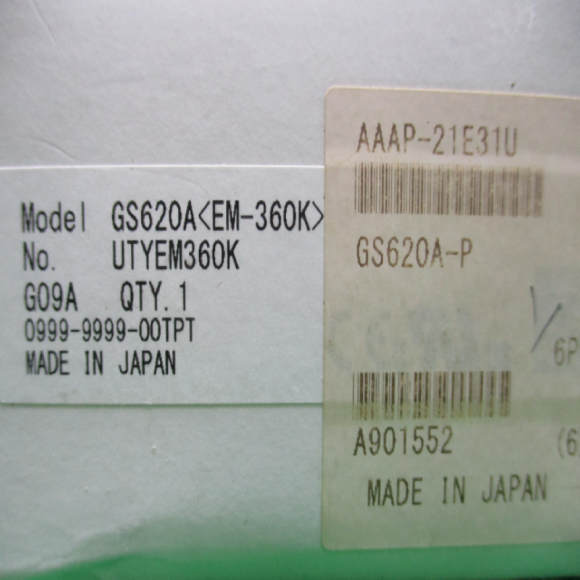 Model GS620A<EM-360K>
No. UTYEM360K
G09A QTY.1
0999-9999-00TPT
MADE IN JAPAN
AAAP-21E31U
GS620A-P
6P
A901552
(6
MADE IN JAPAN